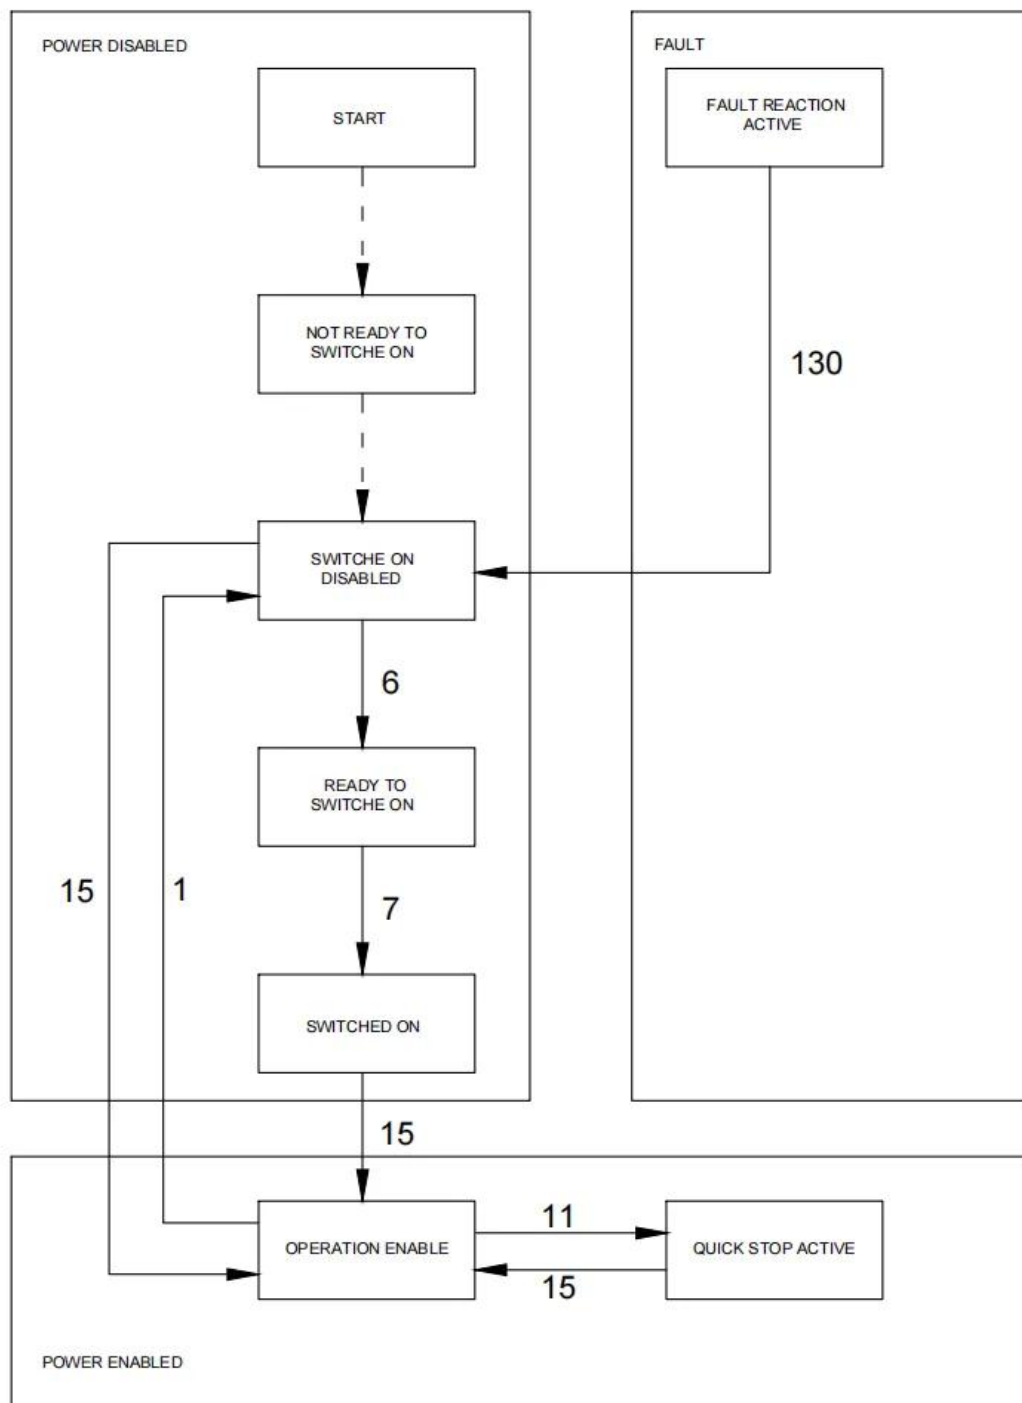 POWER DISABLED
FAULT
START
FAULT REACTION
ACTIVE
NOT READY TO
SWITCHE ON
130
SWITCHE ON
DISABLED
6
READY TO
SWITCHE ON
15
1
7
SWITCHED ON
15
OPERATION ENABLE
11
15
QUICK STOP ACTIVE
POWER ENABLED